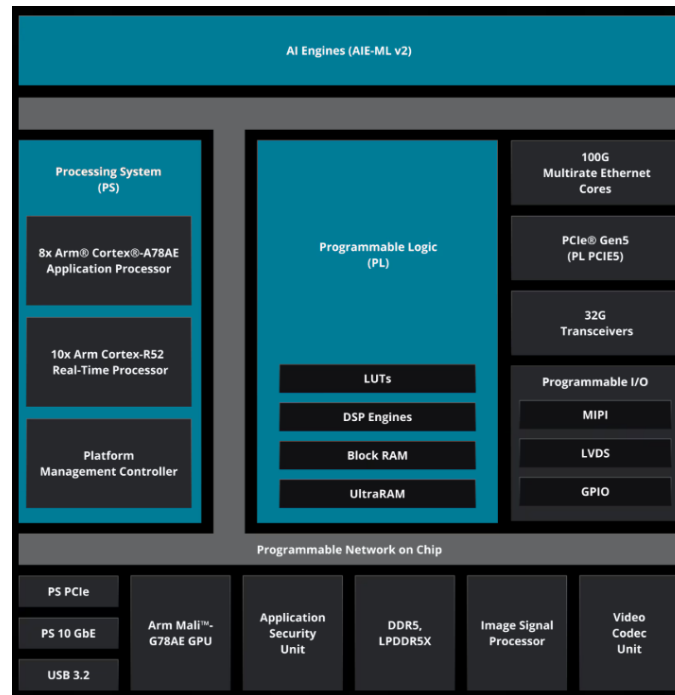 AI Engines (AIE-ML v2)
Processing System
(PS)
8x Arm® Cortex®-A78AE
Application Processor
10x Arm Cortex-R52
Real-Time Processor
Platform
Management Controller
Programmable Logic
(PL)
LUTs
DSP Engines
Block RAM
UltraRAM
100G
Multirate Ethernet
Cores
PCIe® Gen5
(PL PCIE5)
32G
Transceivers
Programmable I/O
MIPI
LVDS
GPIO
Programmable Network on Chip
PS PCIe
PS 10 GbE
USB 3.2
Arm Mali™-
G78AE GPU
Application
Security
Unit
DDR5,
LPDDR5X
Image Signal
Processor
Video
Codec
Unit